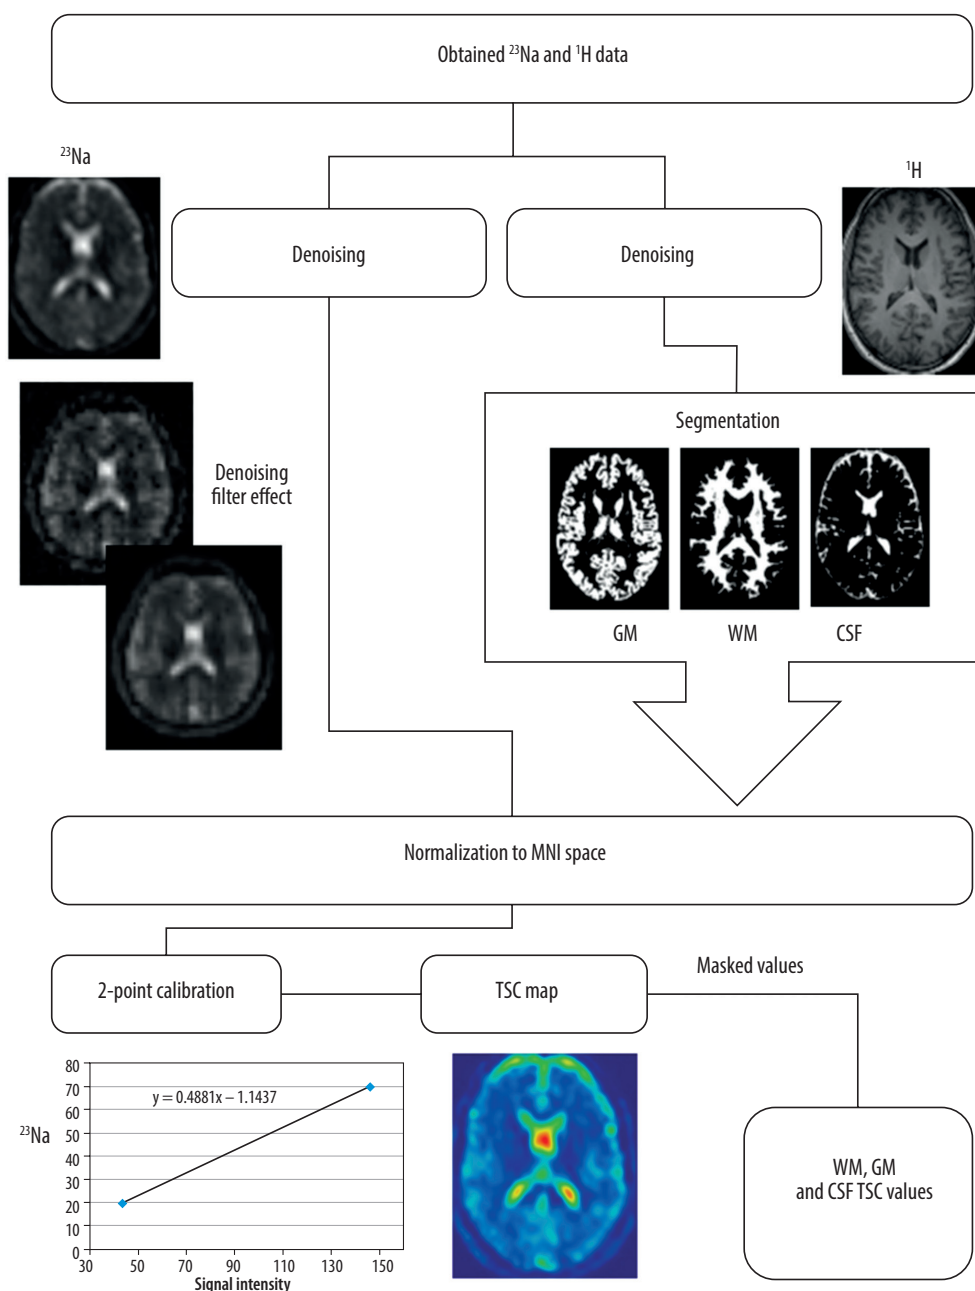 Obtained ²³Na and ¹H data
²³Na
¹H
Denoising
Denoising
Denoising
filter effect
Segmentation
GM
WM
CSF
Normalization to MNI space
2-point calibration
TSC map
Masked values
80
70
60
50
40
30
20
10
0
²³Na
y = 0.4881x – 1.1437
30
50
70
90
110
130
150
Signal intensity
WM, GM
and CSF TSC values